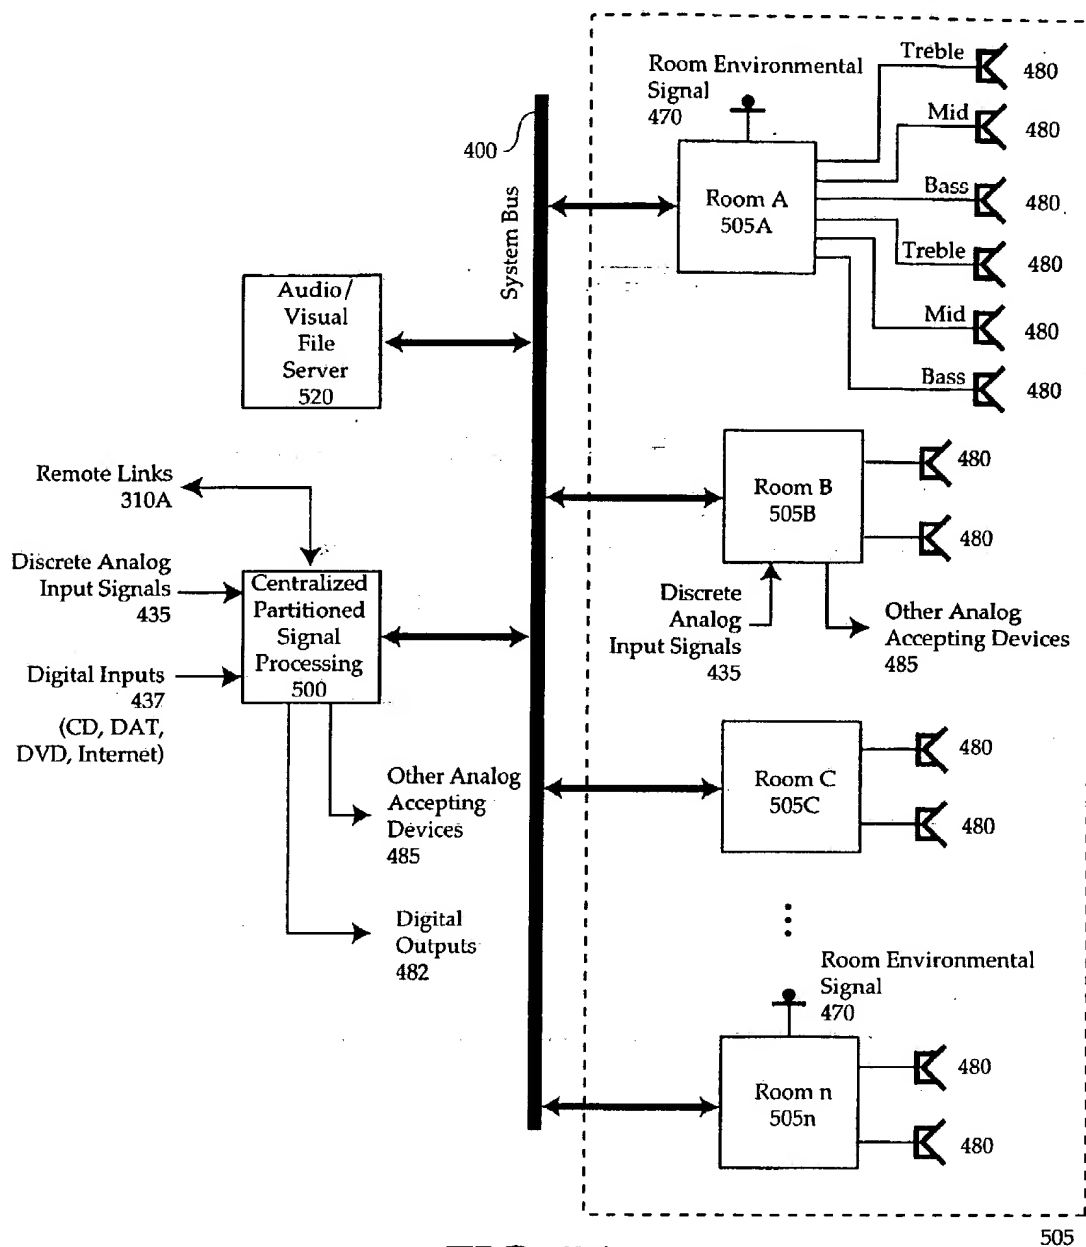 Room Environmental
Signal
470
Treble
480
Mid
480
Bass
480
Treble
480
Mid
480
Bass
480
Room A
505A
400
System Bus
Audio/
Visual
File
Server
520
Remote Links
310A
Discrete Analog
Input Signals
435
Digital Inputs
437
(CD, DAT,
DVD, Internet)
Centralized
Partitioned
Signal
Processing
500
Other Analog
Accepting
Devices
485
Digital
Outputs
482
Room B
505B
480
480
Discrete
Analog
Input Signals
435
Other Analog
Accepting Devices
485
Room C
505C
480
480
Room Environmental
Signal
470
Room n
505n
480
480
505